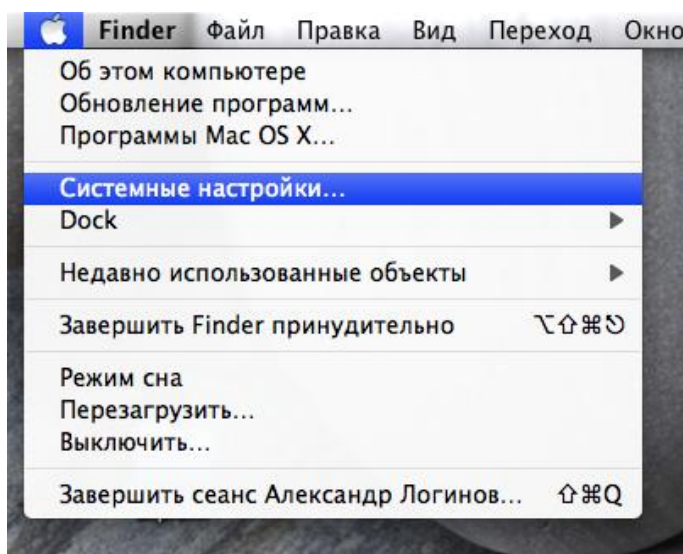 Finder Файл Правка Вид Переход Окно
Об этом компьютере
Обновление программ...
Программы Mac OS X...
Системные настройки...
Dock
Недавно использованные объекты
Завершить Finder принудительно ⌥⇧⌘⎋
Режим сна
Перезагрузить...
Выключить...
Завершить сеанс Александр Логинов... ⇧⌘Q